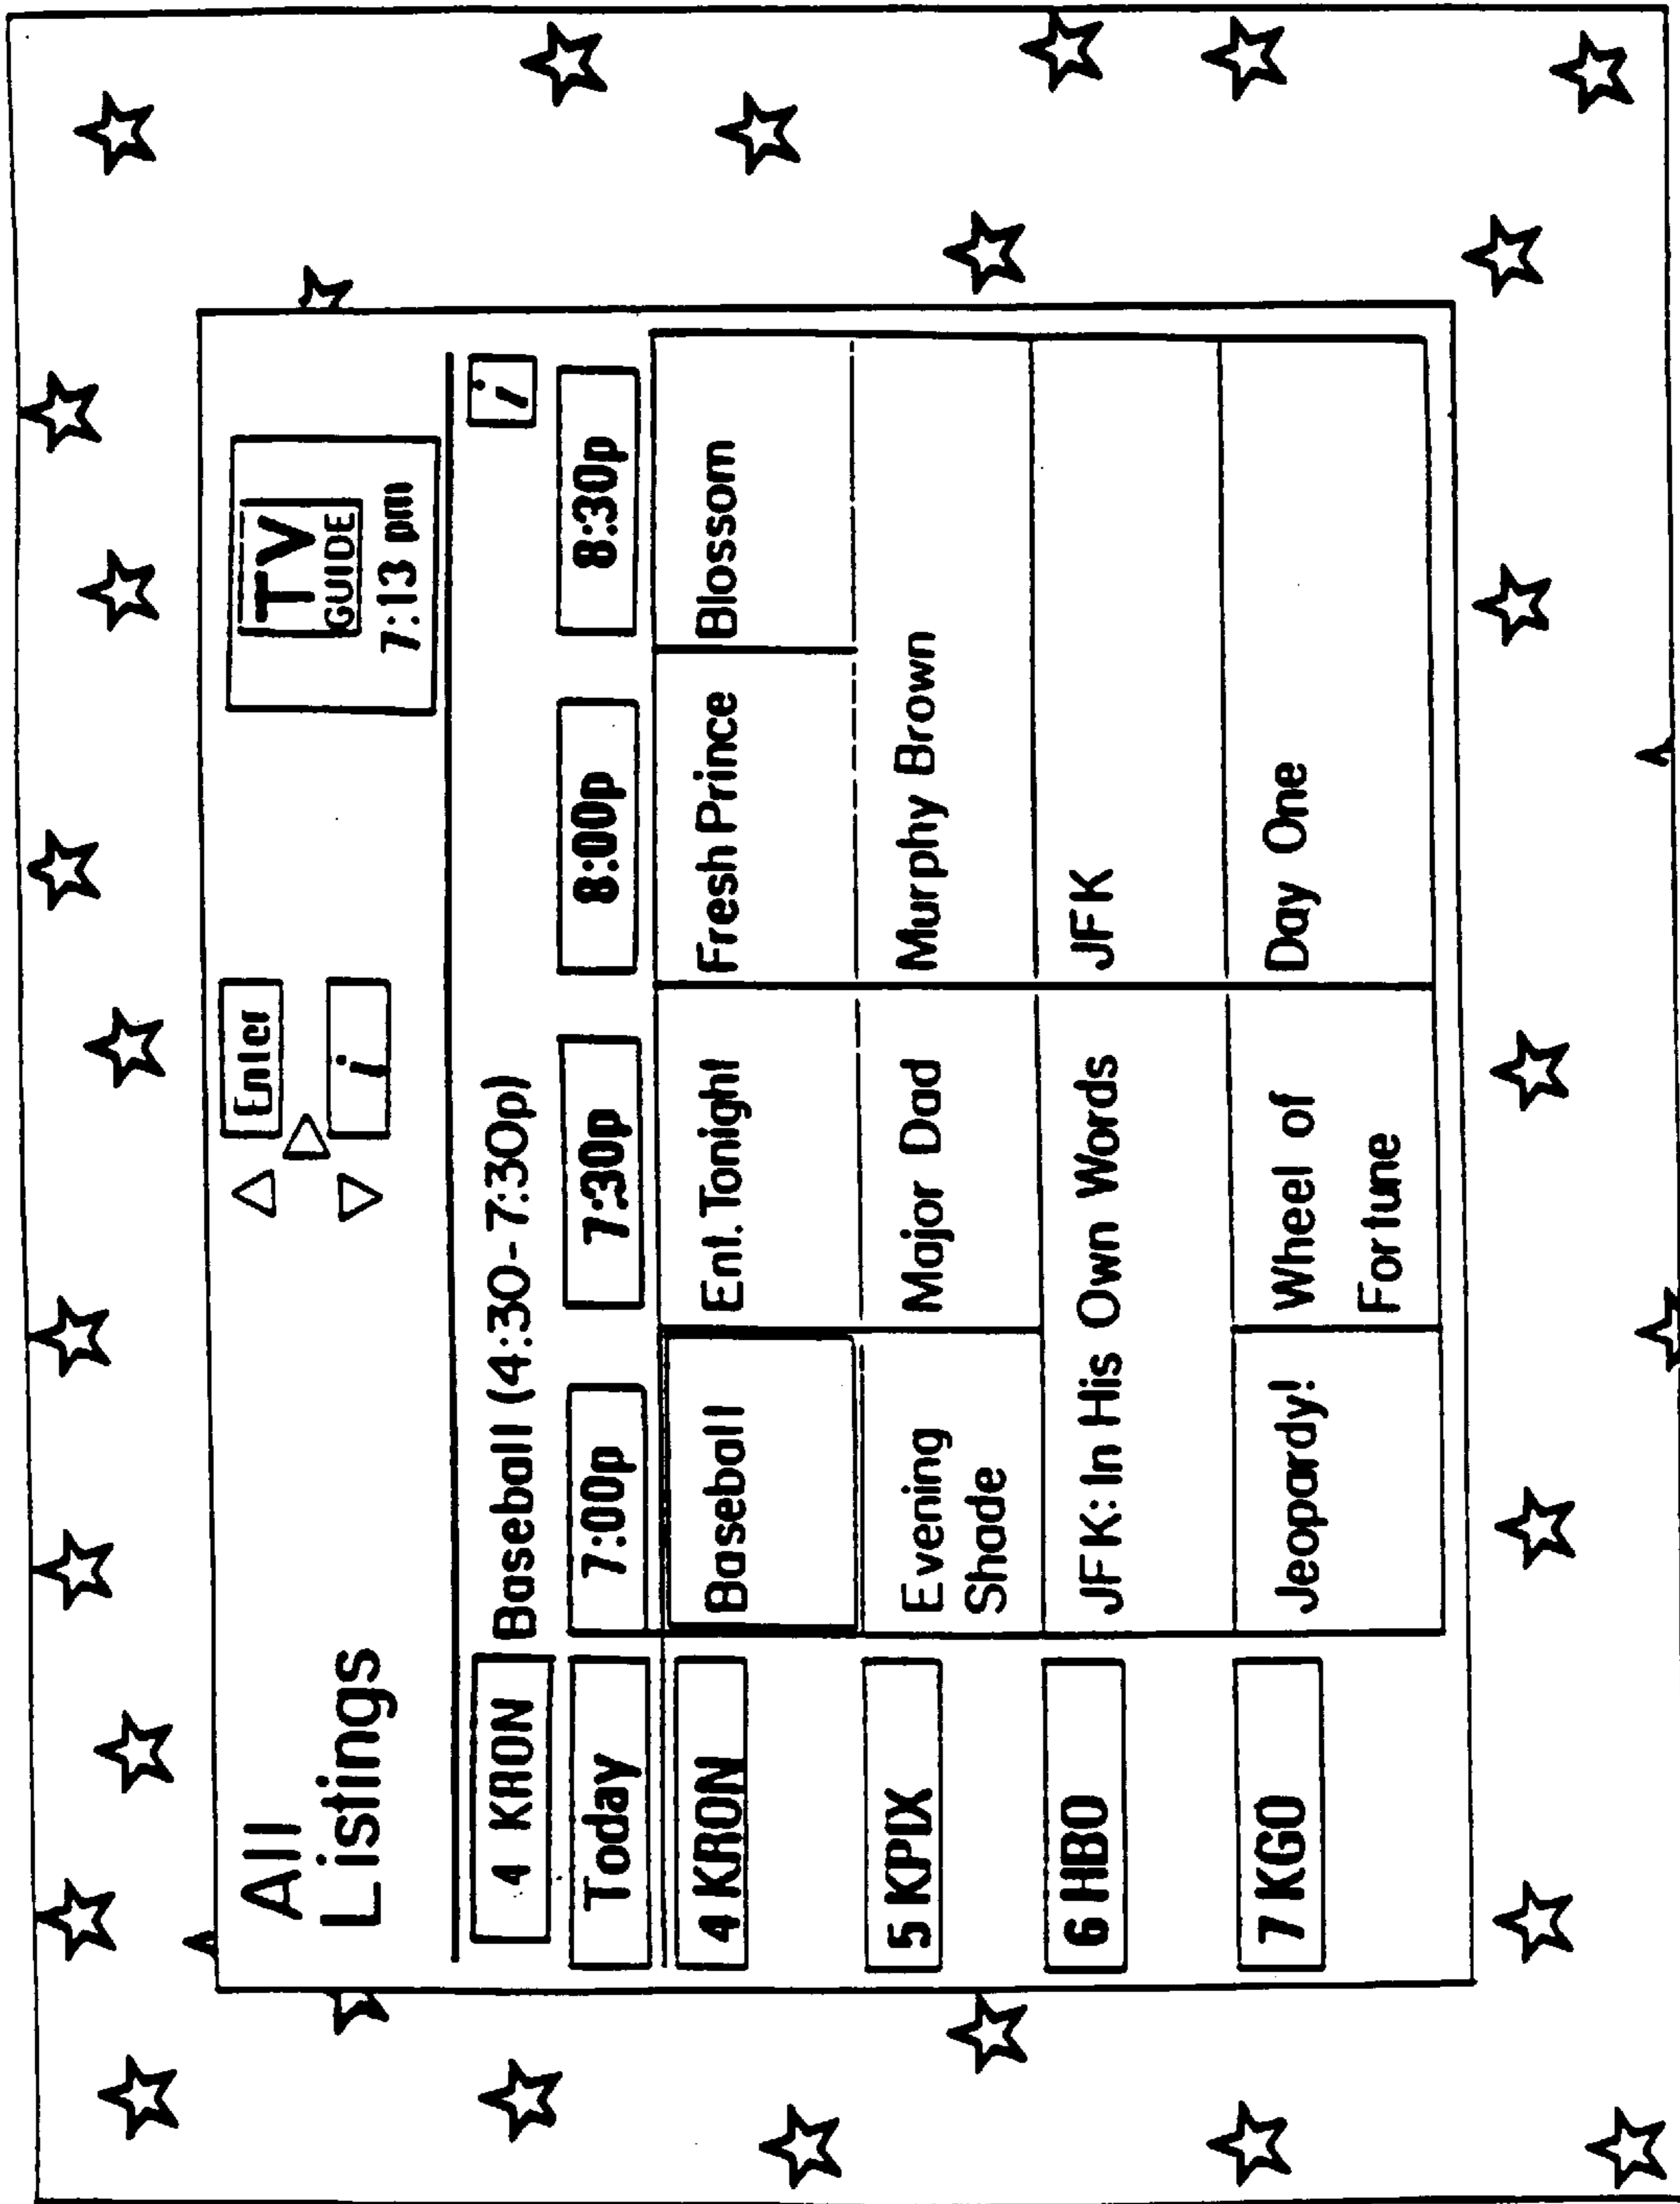 All
Listings
Enter
i
TV
GUIDE
7:13 pm
4 KRON Baseball (4:30-7:30p) i
Today 7:00p 7:30p 8:00p 8:30p
4 KRON Baseball Ent. Tonight Fresh Prince Blossom
5 KPIX Evening Major Dad Murphy Brown
Shade
6 HBO JFK: In His Own Words JFK
7 KGO Jeopardy! Wheel of Day One
Fortune